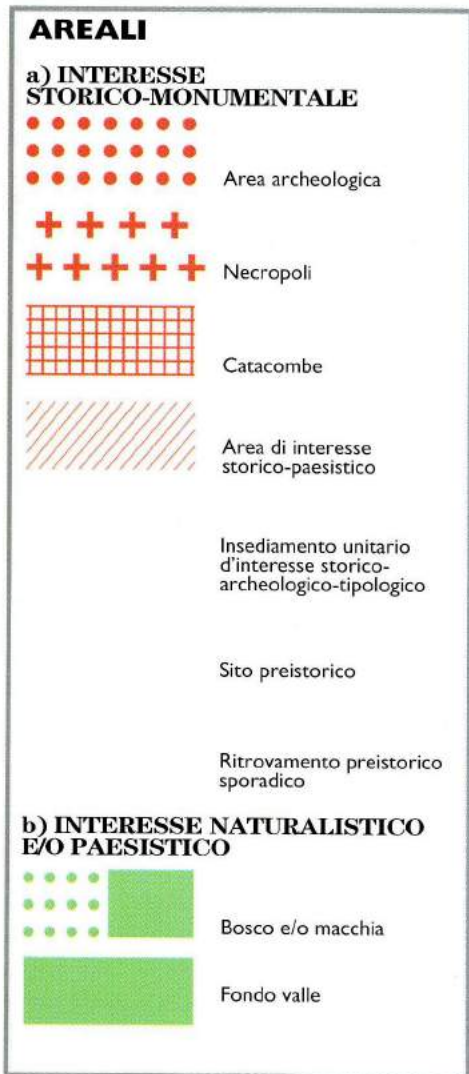 AREALI
a) INTERESSE
STORICO-MONUMENTALE
Area archeologica
Necropoli
Catacombe
Area di interesse
storico-paesistico
Insediamento unitario
d'interesse storico-
archeologico-tipologico
Sito preistorico
Ritrovamento preistorico
sporadico
b) INTERESSE NATURALISTICO
E/O PAESISTICO
Bosco e/o macchia
Fondo valle